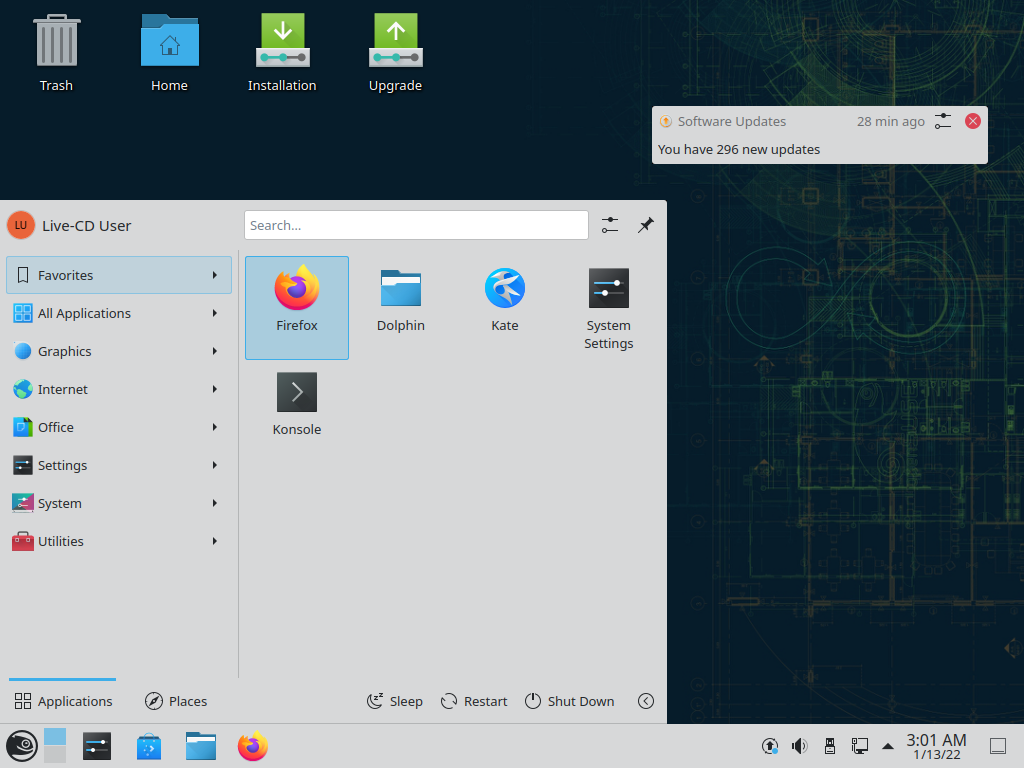 Trash
Home
Installation
Upgrade
Software Updates 28 min ago
You have 296 new updates
LU Live-CD User
Search...
Favorites
All Applications
Graphics
Internet
Office
Settings
System
Utilities
Firefox
Dolphin
Kate
System
Settings
Konsole
Applications
Places
Sleep
Restart
Shut Down
3:01 AM
1/13/22